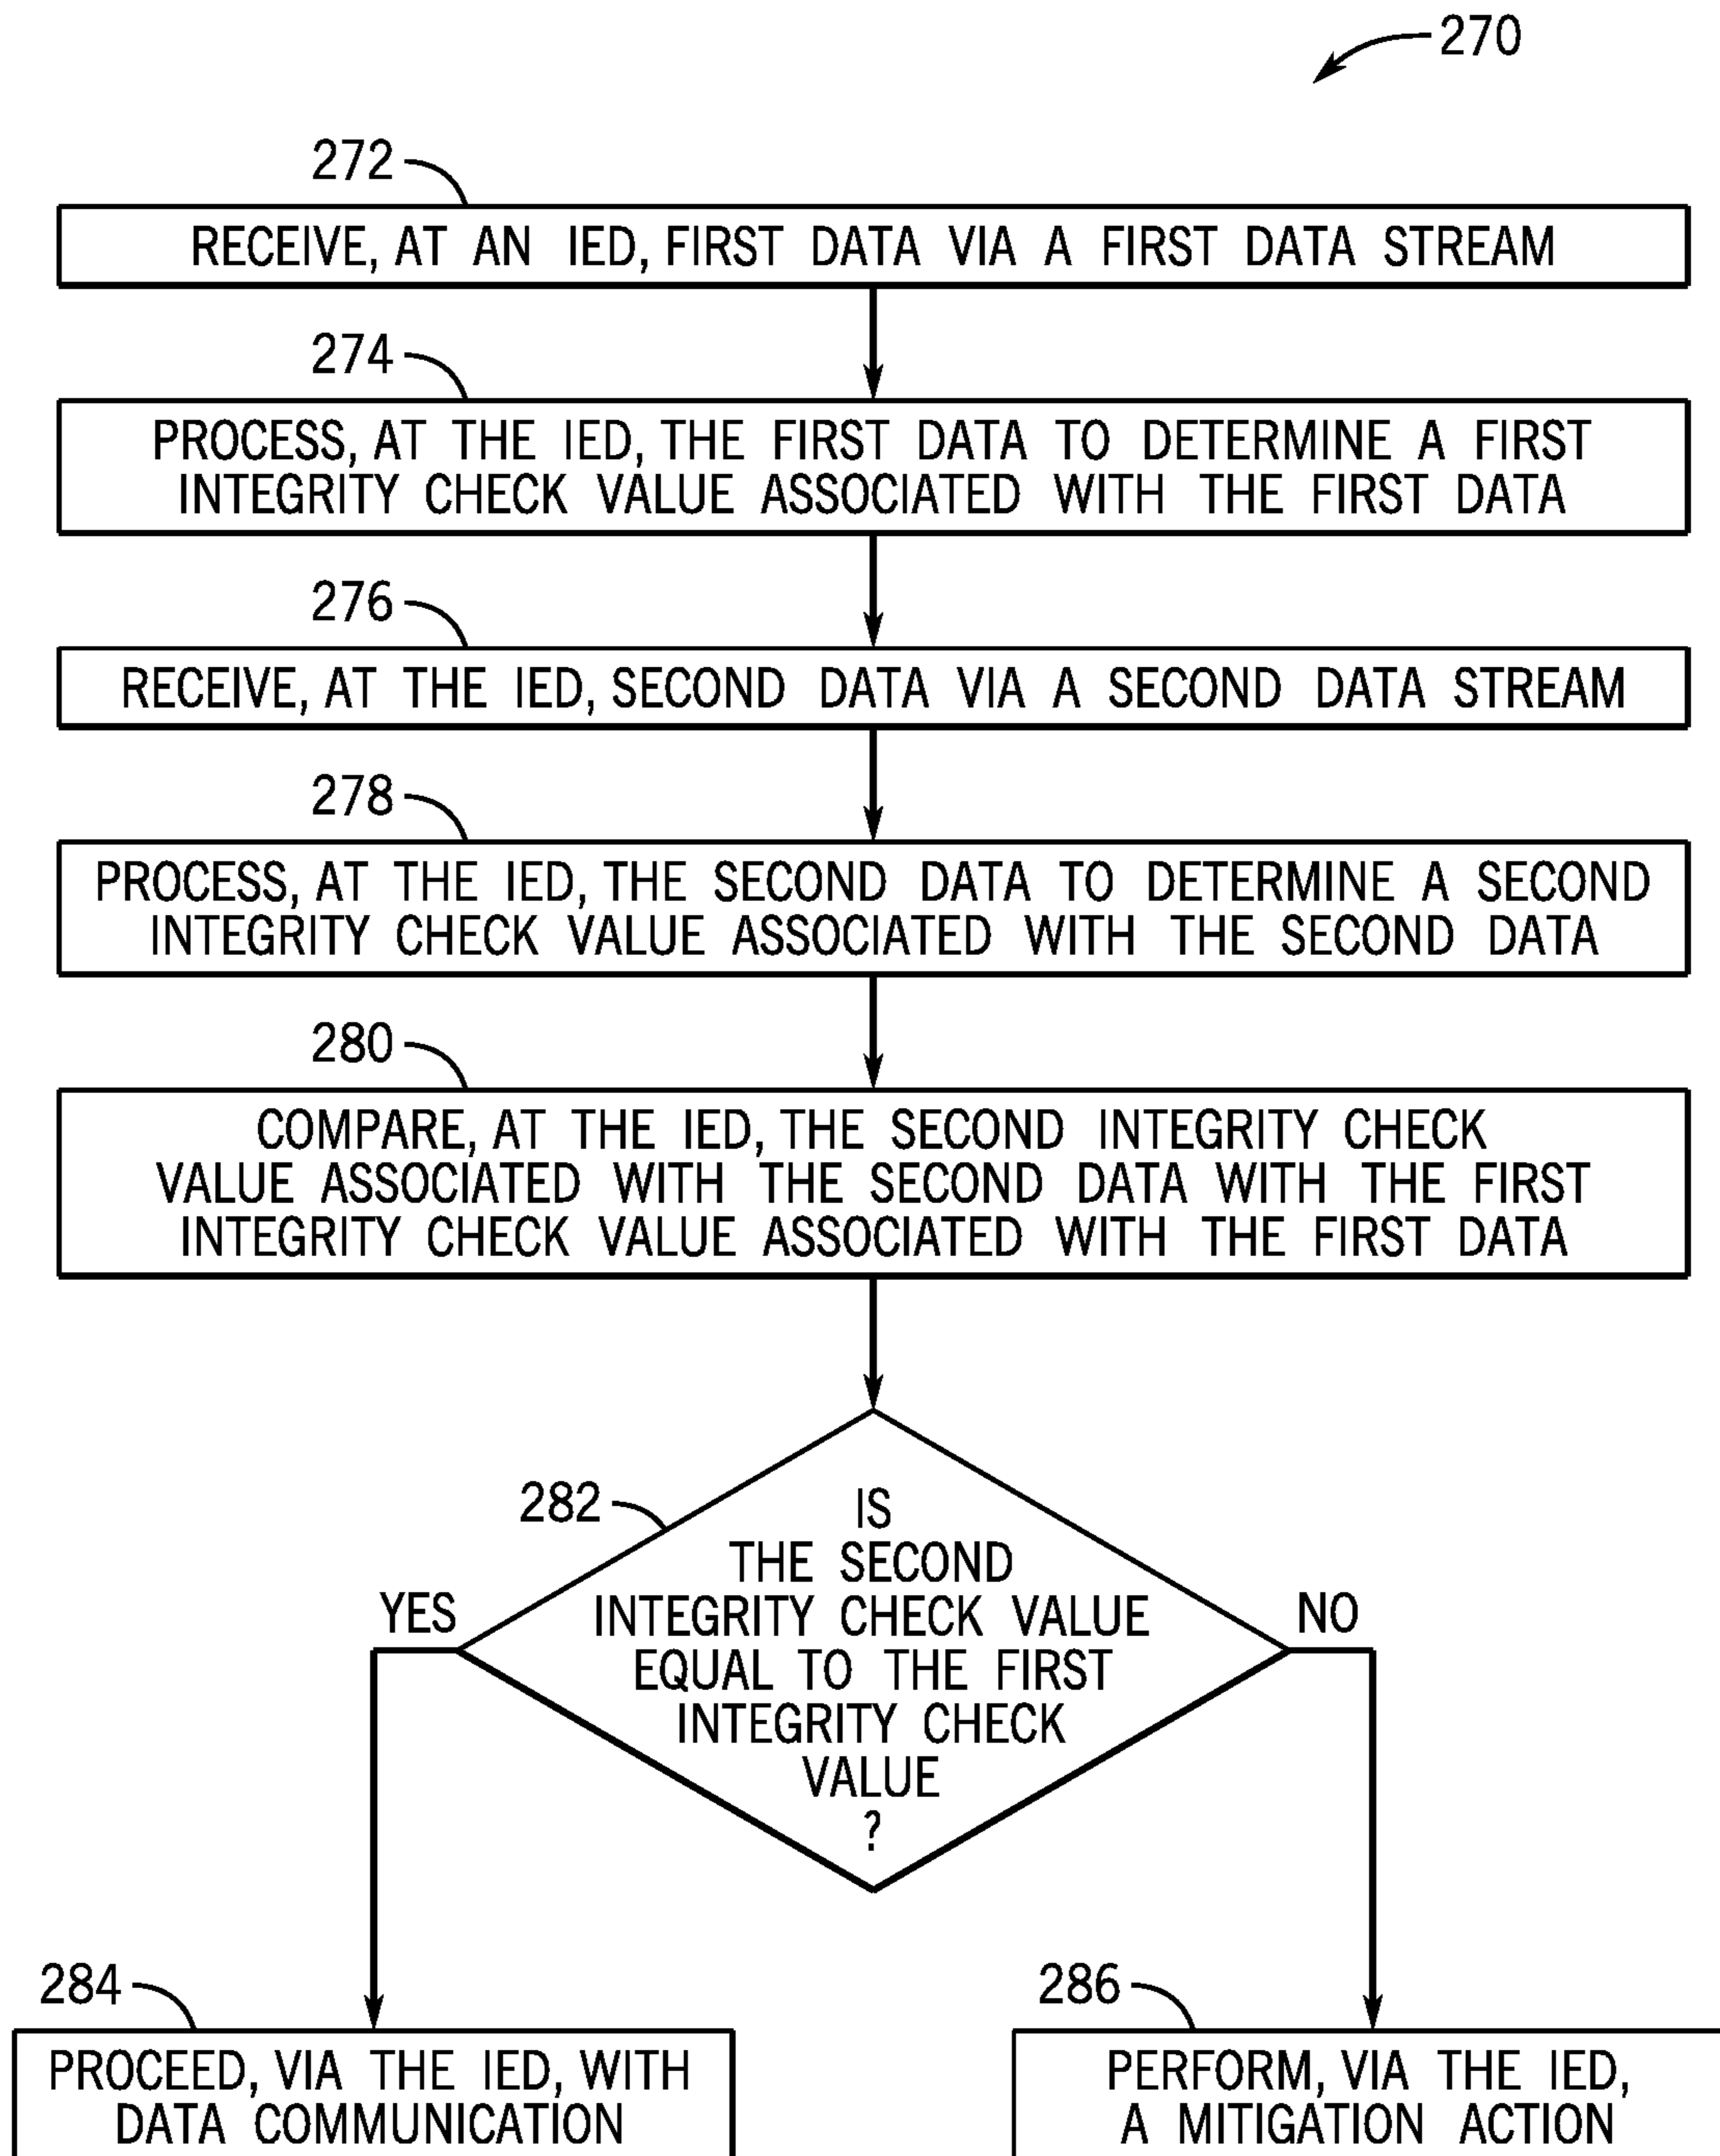 270
272
RECEIVE, AT AN IED, FIRST DATA VIA A FIRST DATA STREAM
274
PROCESS, AT THE IED, THE FIRST DATA TO DETERMINE A FIRST
INTEGRITY CHECK VALUE ASSOCIATED WITH THE FIRST DATA
276
RECEIVE, AT THE IED, SECOND DATA VIA A SECOND DATA STREAM
278
PROCESS, AT THE IED, THE SECOND DATA TO DETERMINE A SECOND
INTEGRITY CHECK VALUE ASSOCIATED WITH THE SECOND DATA
280
COMPARE, AT THE IED, THE SECOND INTEGRITY CHECK
VALUE ASSOCIATED WITH THE SECOND DATA WITH THE FIRST
INTEGRITY CHECK VALUE ASSOCIATED WITH THE FIRST DATA
282
IS
THE SECOND
INTEGRITY CHECK VALUE
EQUAL TO THE FIRST
INTEGRITY CHECK
VALUE
?
YES
NO
284
PROCEED, VIA THE IED, WITH
DATA COMMUNICATION
286
PERFORM, VIA THE IED,
A MITIGATION ACTION